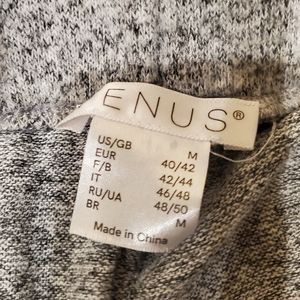 ENUS®
US/GB M
EUR 40/42
F/B 42/44
IT 46/48
RU/UA 48/50
BR M
Made in China